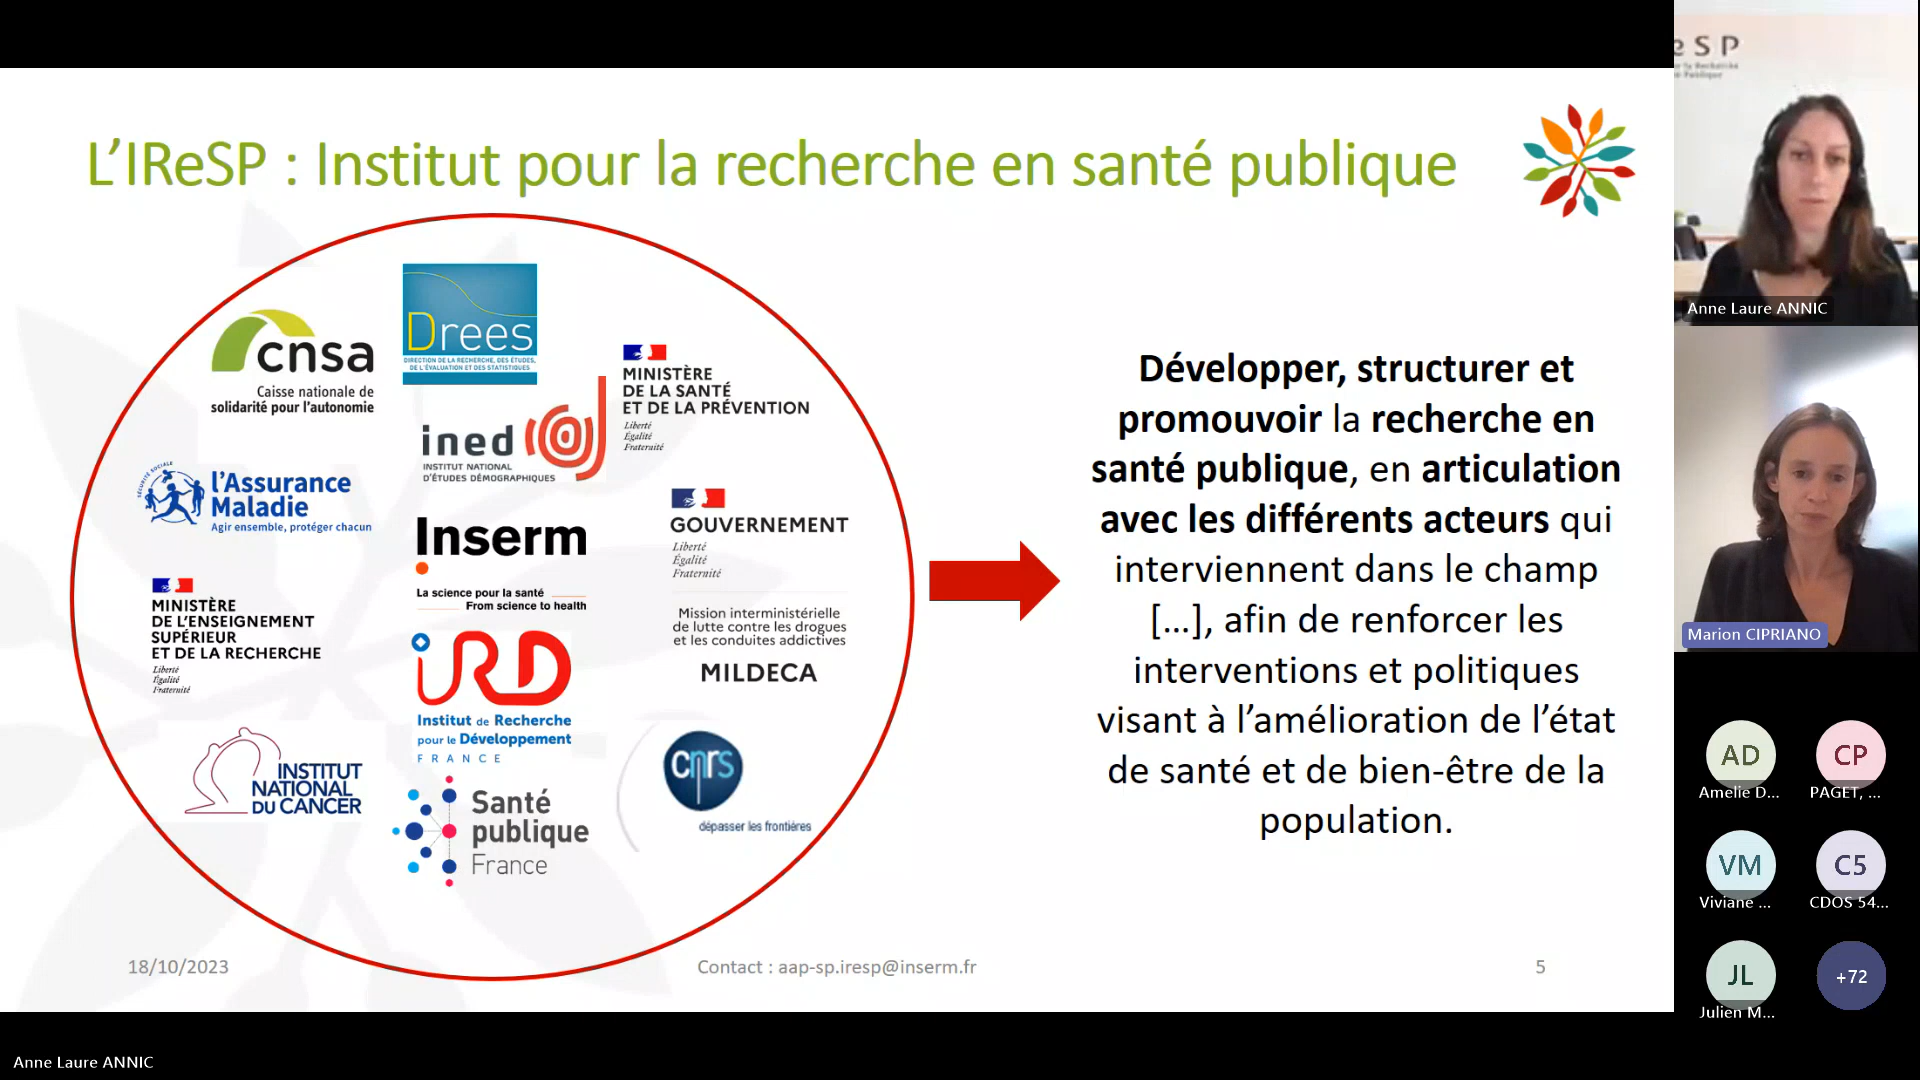 L'IReSP : Institut pour la recherche en santé publique
cnsa
Caisse nationale de
solidarité pour l'autonomie
Drees
DIRECTION DE LA RECHERCHE, DES ÉTUDES,
DE L'ÉVALUATION ET DES STATISTIQUES
ined
INSTITUT NATIONAL
D'ÉTUDES DÉMOGRAPHIQUES
MINISTÈRE
DE LA SANTÉ
ET DE LA PRÉVENTION
Liberté
Égalité
Fraternité
SÉCURITÉ SOCIALE
l'Assurance
Maladie
Agir ensemble, protéger chacun
Inserm
La science pour la santé
From science to health
GOUVERNEMENT
Liberté
Égalité
Fraternité
Mission interministérielle
de lutte contre les drogues
et les conduites addictives
MILDECA
MINISTÈRE
DE L'ENSEIGNEMENT
SUPÉRIEUR
ET DE LA RECHERCHE
Liberté
Égalité
Fraternité
IRD
Institut de Recherche
pour le Développement
FRANCE
INSTITUT
NATIONAL
DU CANCER
Santé
publique
France
cnrs
dépasser les frontières
Développer, structurer et
promouvoir la recherche en
santé publique, en articulation
avec les différents acteurs qui
interviennent dans le champ
[...], afin de renforcer les
interventions et politiques
visant à l'amélioration de l'état
de santé et de bien-être de la
population.
18/10/2023
Contact : aap-sp.iresp@inserm.fr
5
e S P
Anne Laure ANNIC
Marion CIPRIANO
AD
Amelie D...
CP
PAGET, ...
VM
Viviane ...
C5
CDOS 54...
JL
Julien M...
+72
Anne Laure ANNIC